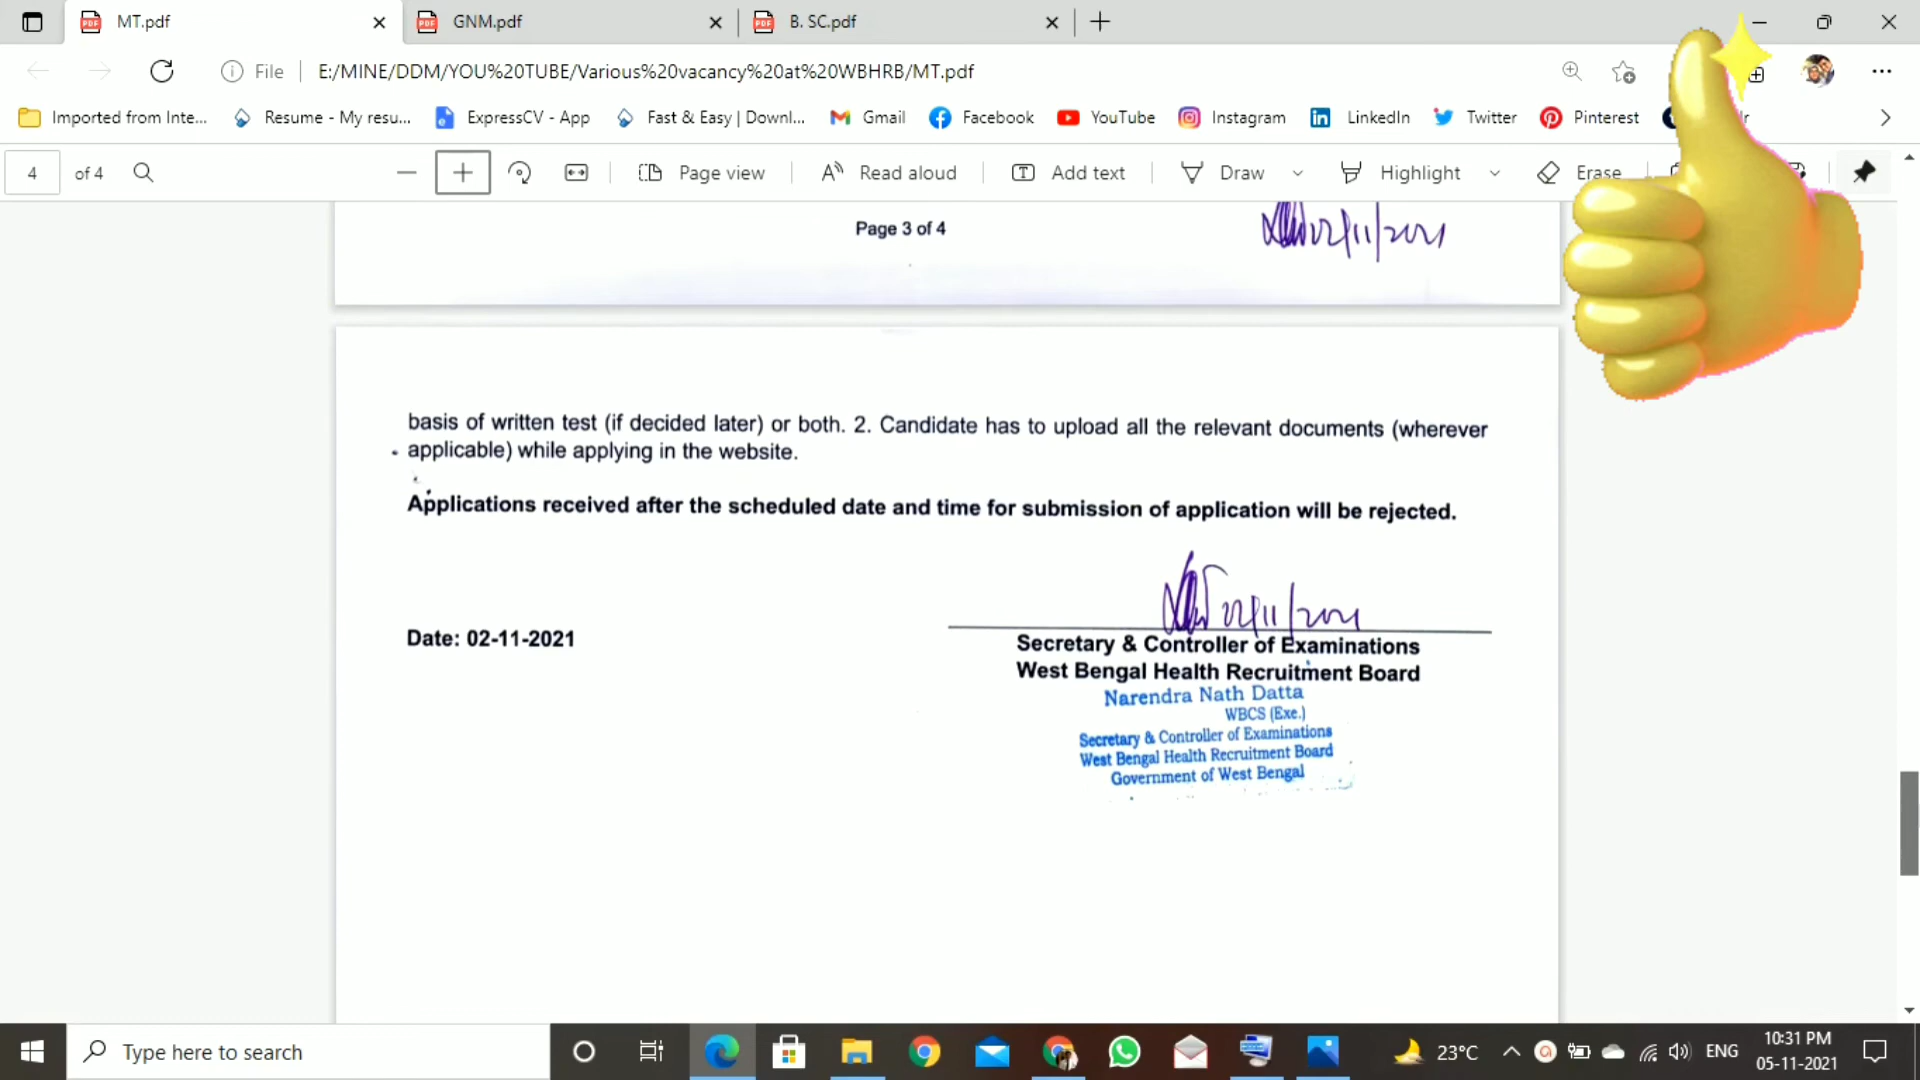 MT.pdf
GNM.pdf
B. SC.pdf
File
E:/MINE/DDM/YOU%20TUBE/Various%20vacancy%20at%20WBHRB/MT.pdf
Imported from Inte...
Resume - My resu...
ExpressCV - App
Fast & Easy | Downl...
Gmail
Facebook
YouTube
Instagram
LinkedIn
Twitter
Pinterest
4 of 4
Page view
Read aloud
Add text
Draw
Highlight
Erase
Page 3 of 4
02/11/2021
basis of written test (if decided later) or both. 2. Candidate has to upload all the relevant documents (wherever
applicable) while applying in the website.
Applications received after the scheduled date and time for submission of application will be rejected.
02/11/2021
Date: 02-11-2021
Secretary & Controller of Examinations
West Bengal Health Recruitment Board
Narendra Nath Datta
WBCS (Exe.)
Secretary & Controller of Examinations
West Bengal Health Recruitment Board
Government of West Bengal
Type here to search
23°C
ENG
10:31 PM
05-11-2021